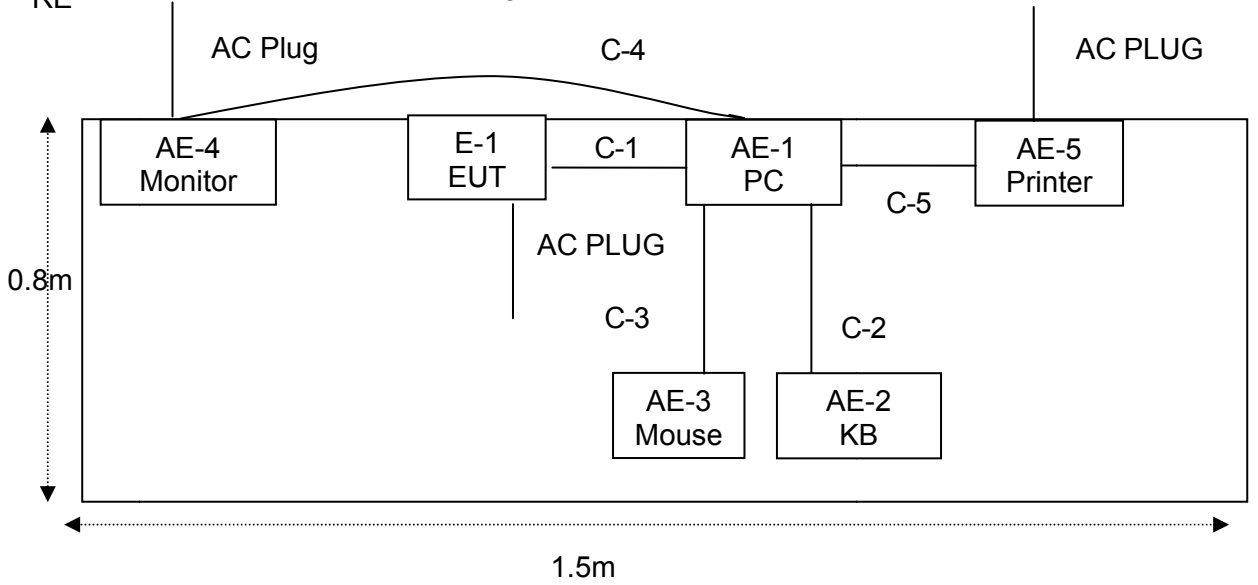 AC Plug
C-4
AC PLUG
AE-4
Monitor
E-1
EUT
C-1
AE-1
PC
AE-5
Printer
C-5
AC PLUG
0.8m
C-3
C-2
AE-3
Mouse
AE-2
KB
1.5m